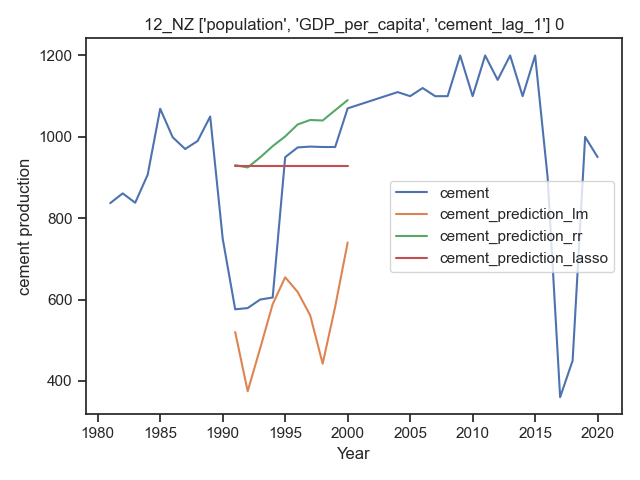 12_NZ ['population', 'GDP_per_capita', 'cement_lag_1'] 0
cement production
1200
1000
800
600
400
cement
cement_prediction_lm
cement_prediction_rr
cement_prediction_lasso
1980 1985 1990 1995 2000 2005 2010 2015 2020
Year